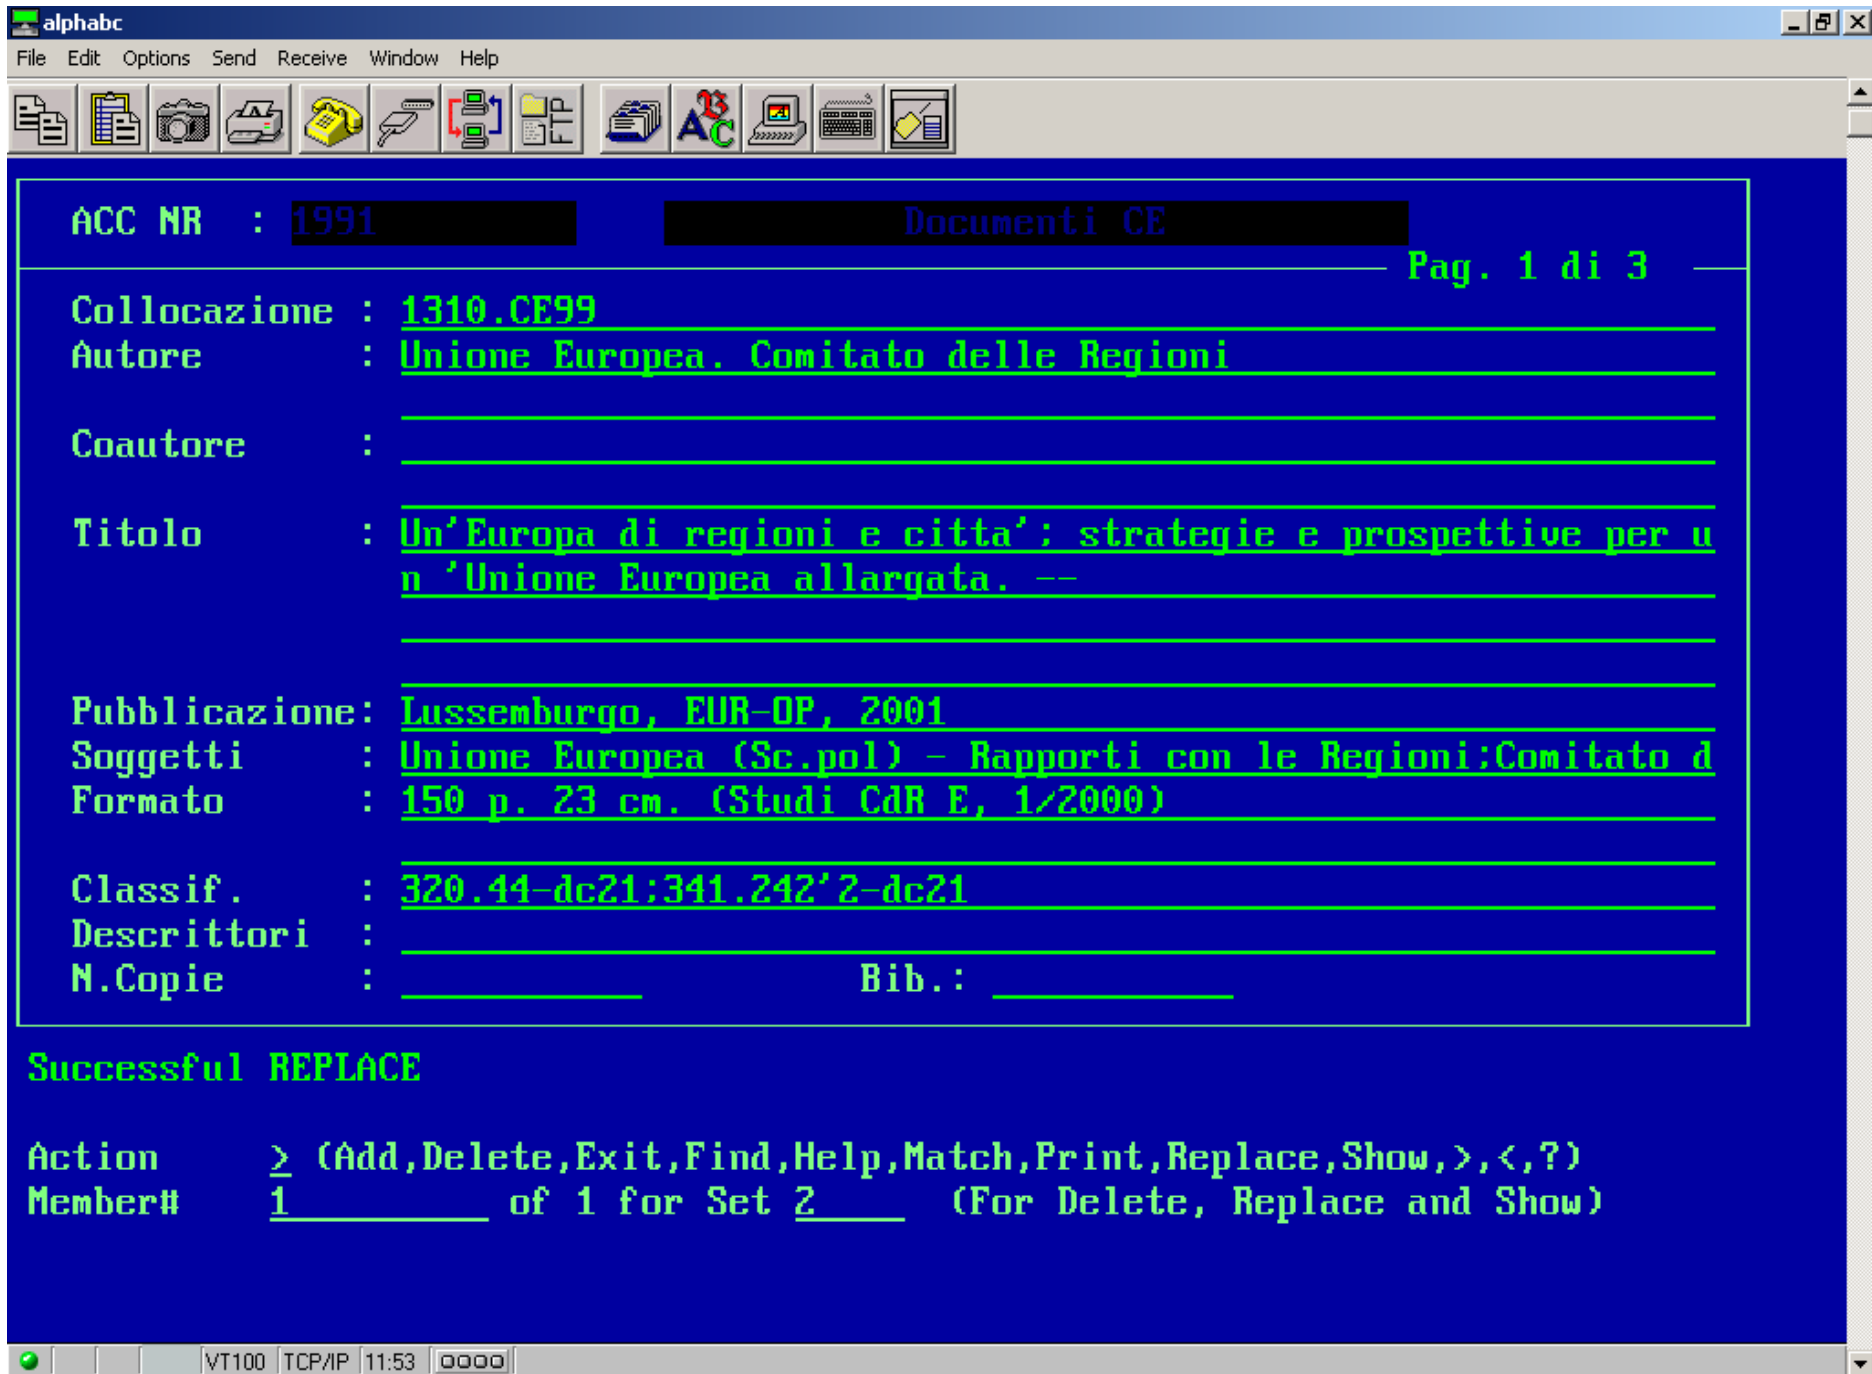 alphabc
File Edit Options Send Receive Window Help
FTP
ACC NR : 1991 Documenti CE
Pag. 1 di 3
Collocazione : 1310.CE99
Autore : Unione Europea. Comitato delle Regioni
Coautore :
Titolo : Un'Europa di regioni e citta'; strategie e prospettive per u
n 'Unione Europea allargata. --
Pubblicazione: Lussemburgo, EUR-OP, 2001
Soggetti : Unione Europea (Sc.pol) - Rapporti con le Regioni;Comitato d
Formato : 150 p. 23 cm. (Studi CdR E, 1/2000)
Classif. : 320.44-dc21;341.242'2-dc21
Descrittori :
N.Copie : Bib.:
Successful REPLACE
Action > (Add,Delete,Exit,Find,Help,Match,Print,Replace,Show,>,<,?)
Member# 1 of 1 for Set 2 (For Delete, Replace and Show)
VT100 TCP/IP 11:53